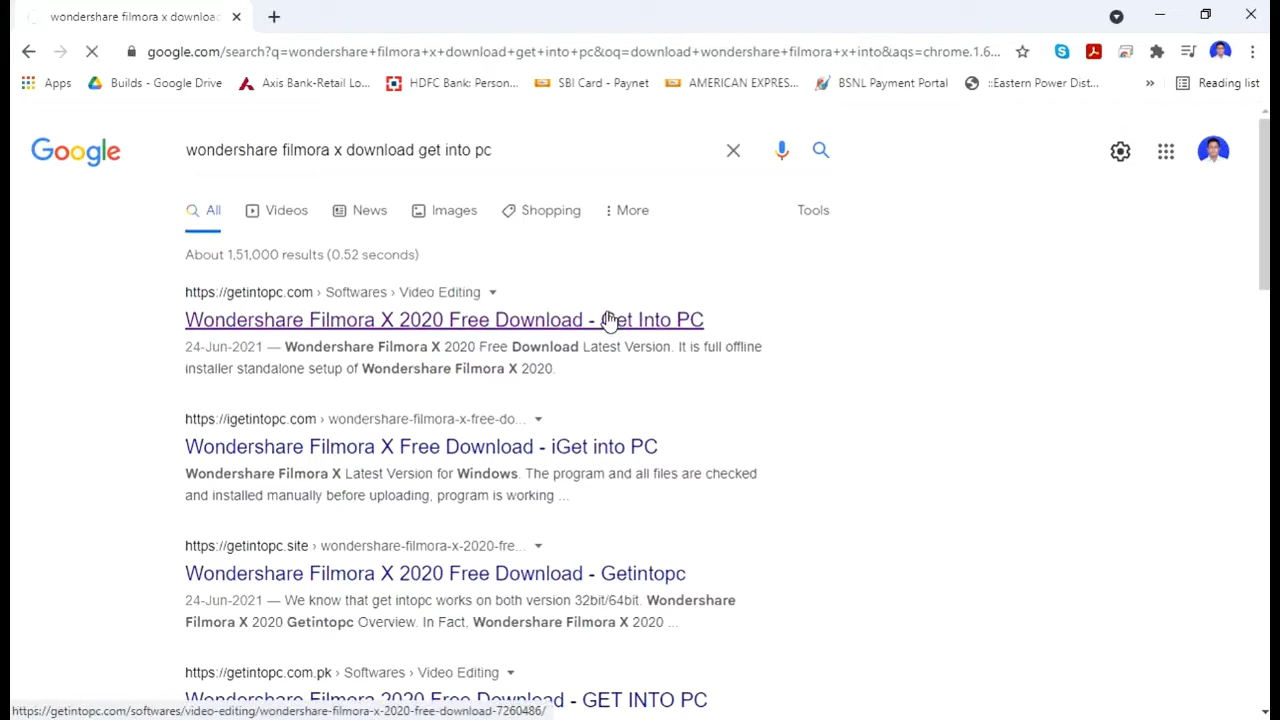 wondershare filmora x downloac
google.com/search?q=wondershare+filmora+x+download+get+into+pc&oq=download+wondershare+filmora+x+into&aqs=chrome.1.6...
Apps
Builds - Google Drive
Axis Bank-Retail Lo...
HDFC Bank: Person...
SBI Card - Paynet
AMERICAN EXPRES...
BSNL Payment Portal
::Eastern Power Dist...
»
Reading list
Google
wondershare filmora x download get into pc
All
Videos
News
Images
Shopping
More
Tools
About 1,51,000 results (0.52 seconds)
https://getintopc.com › Softwares › Video Editing
Wondershare Filmora X 2020 Free Download - Get Into PC
24-Jun-2021 — Wondershare Filmora X 2020 Free Download Latest Version. It is full offline
installer standalone setup of Wondershare Filmora X 2020.
https://igetintopc.com › wondershare-filmora-x-free-do...
Wondershare Filmora X Free Download - iGet into PC
Wondershare Filmora X Latest Version for Windows. The program and all files are checked
and installed manually before uploading, program is working ...
https://getintopc.site › wondershare-filmora-x-2020-fre...
Wondershare Filmora X 2020 Free Download - Getintopc
24-Jun-2021 — We know that get intopc works on both version 32bit/64bit. Wondershare
Filmora X 2020 Getintopc Overview. In Fact, Wondershare Filmora X 2020 ...
https://getintopc.com.pk › Softwares › Video Editing
Wondershare Filmora 2020 Free Download - GET INTO PC
https://getintopc.com/softwares/video-editing/wondershare-filmora-x-2020-free-download-7260486/